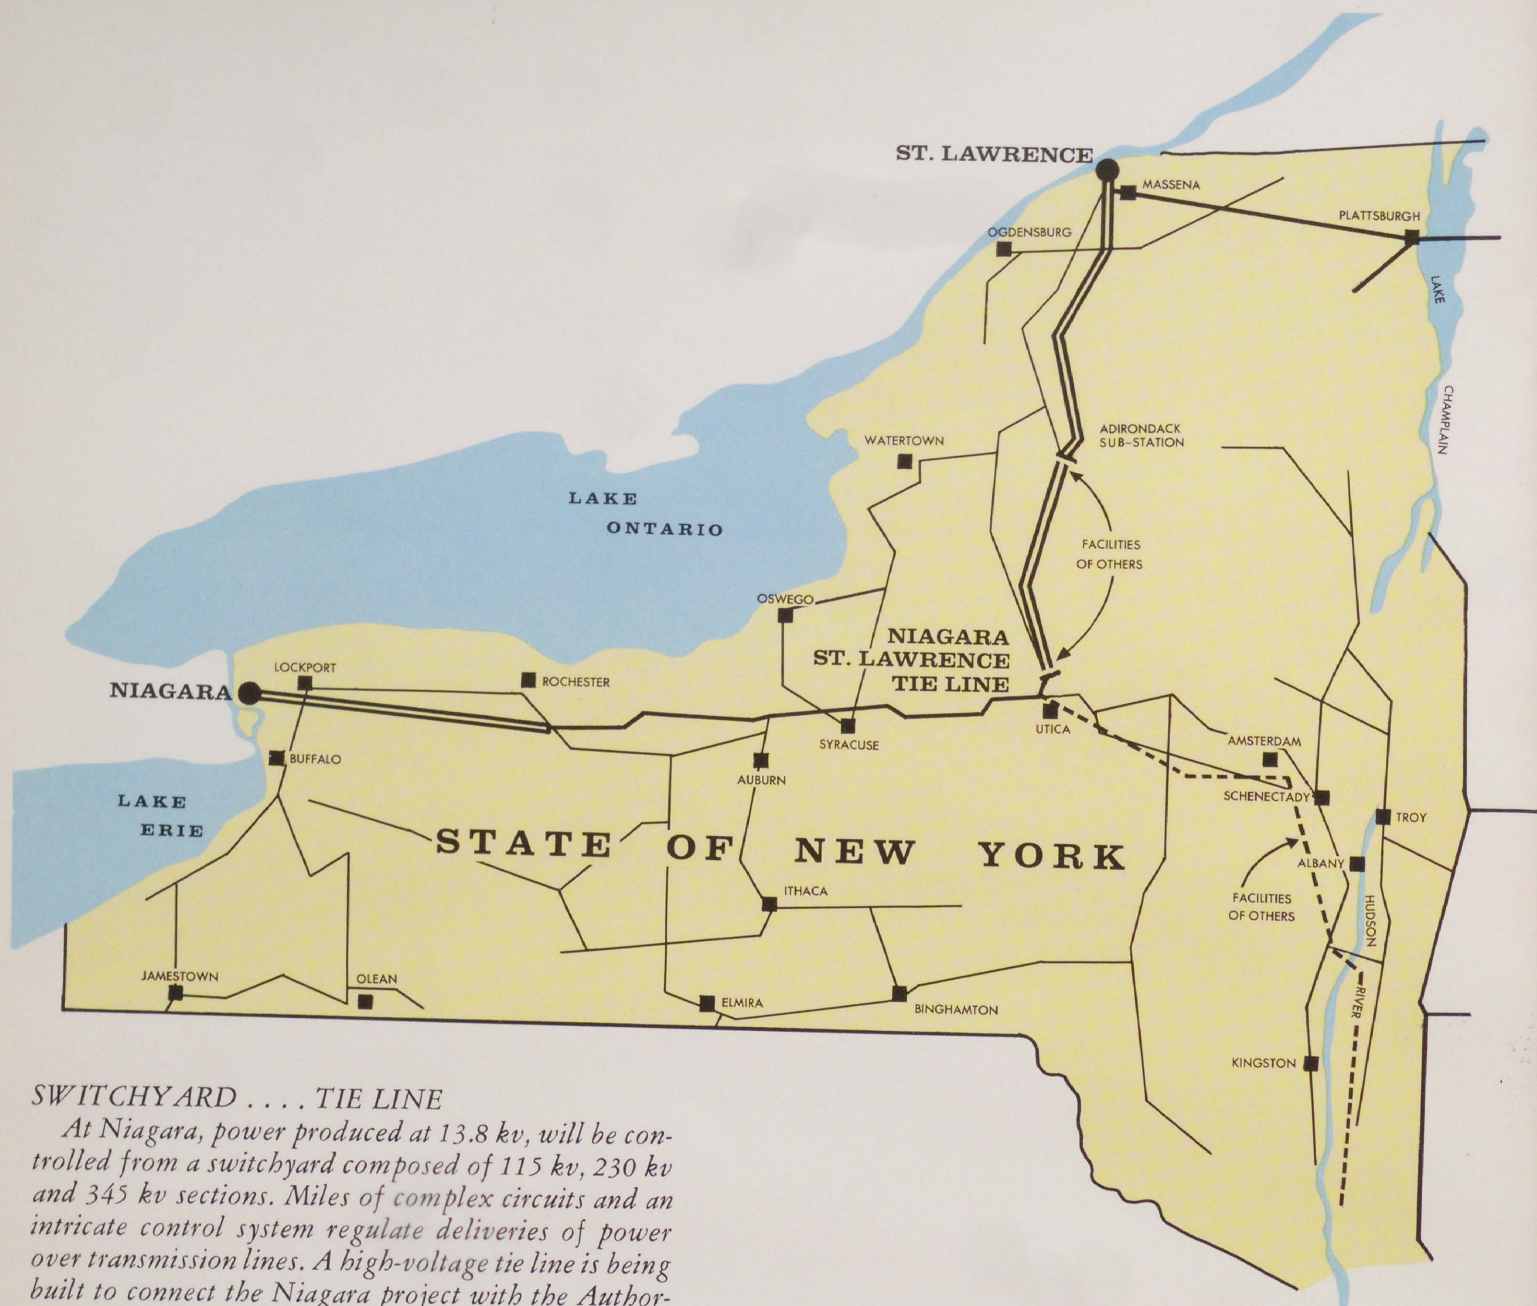 ST. LAWRENCE
MASSENA
PLATTSBURGH
OGDENSBURG
LAKE
CHAMPLAIN
ADIRONDACK
SUB-STATION
WATERTOWN
LAKE
ONTARIO
FACILITIES
OF OTHERS
OSWEGO
NIAGARA
ST. LAWRENCE
TIE LINE
LOCKPORT
ROCHESTER
NIAGARA
UTICA
SYRACUSE
AMSTERDAM
BUFFALO
AUBURN
SCHENECTADY
LAKE
ERIE
TROY
STATE OF NEW YORK
ALBANY
ITHACA
FACILITIES
OF OTHERS
HUDSON
RIVER
JAMESTOWN
OLEAN
ELMIRA
BINGHAMTON
KINGSTON
SWITCHYARD .... TIE LINE
At Niagara, power produced at 13.8 kv, will be con-
trolled from a switchyard composed of 115 kv, 230 kv
and 345 kv sections. Miles of complex circuits and an
intricate control system regulate deliveries of power
over transmission lines. A high-voltage tie line is being
built to connect the Niagara project with the Author-